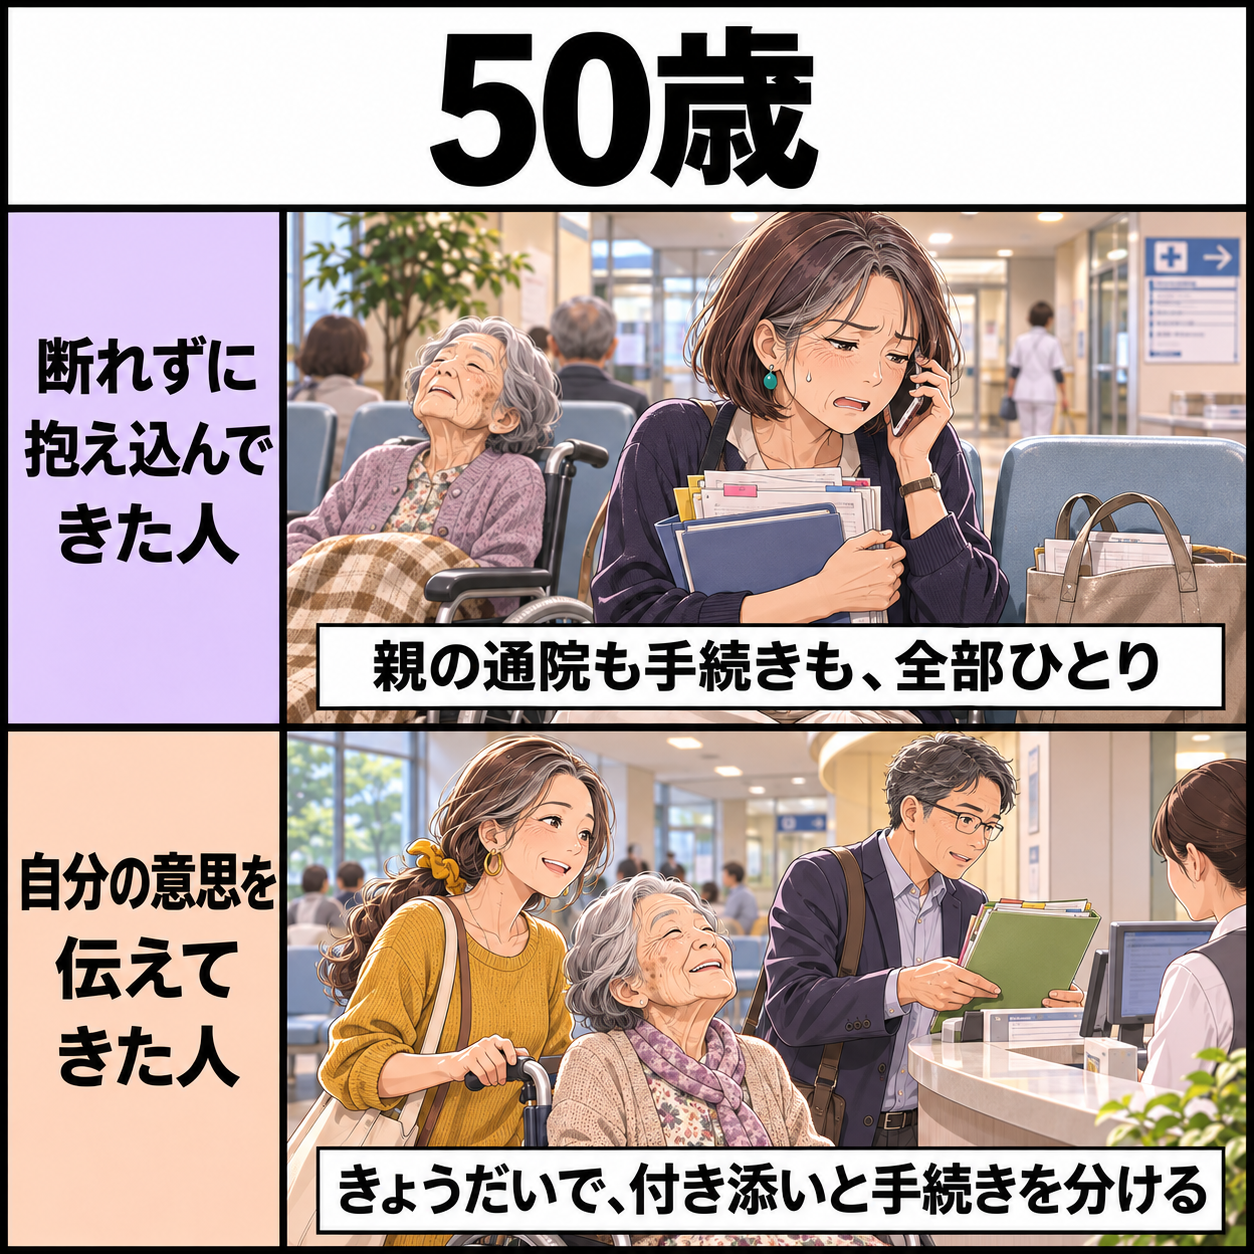 50歳
断れずに
抱え込んで
きた人
親の通院も手続きも、全部ひとり
自分の意思を
伝えて
きた人
きょうだいで、付き添いと手続きを分ける